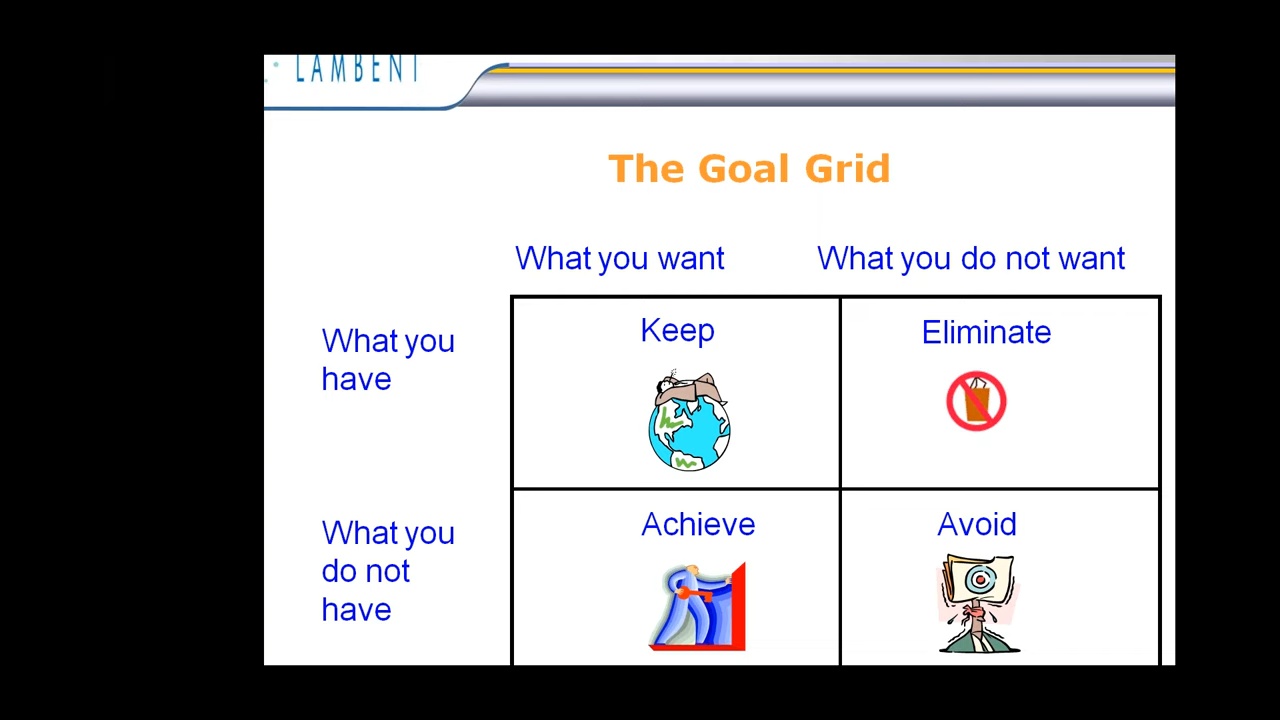 LAMBENT
The Goal Grid
What you want What you do not want
Keep Eliminate
What you
have
Achieve Avoid
What you
do not
have